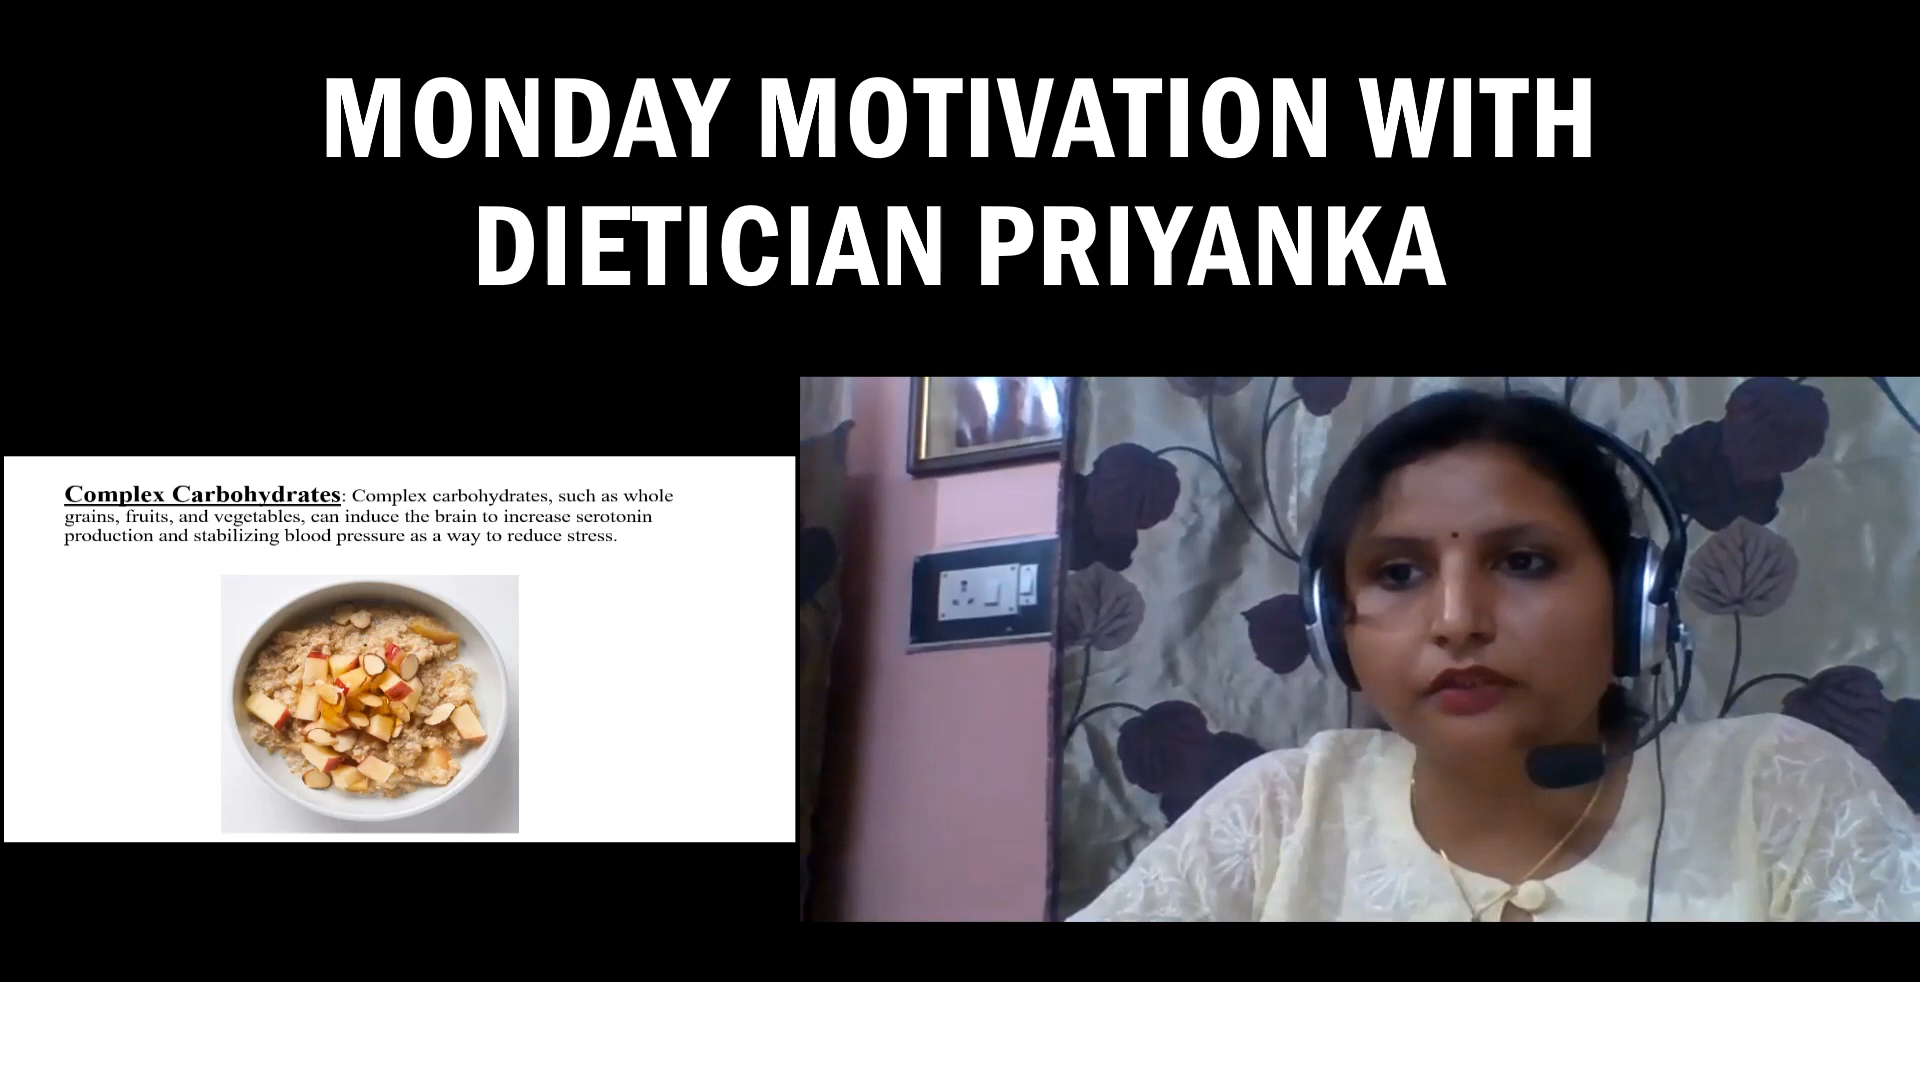 MONDAY MOTIVATION WITH
DIETICIAN PRIYANKA
Complex Carbohydrates: Complex carbohydrates, such as whole
grains, fruits, and vegetables, can induce the brain to increase serotonin
production and stabilizing blood pressure as a way to reduce stress.